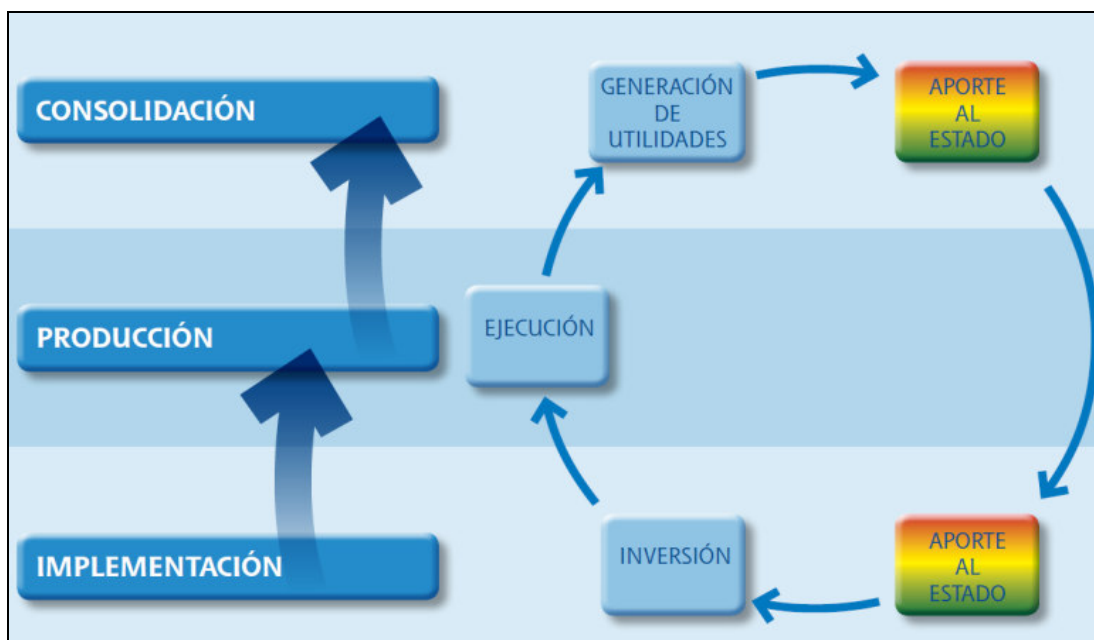 CONSOLIDACIÓN
GENERACIÓN
DE
UTILIDADES
APORTE
AL
ESTADO
PRODUCCIÓN
EJECUCIÓN
IMPLEMENTACIÓN
INVERSIÓN
APORTE
AL
ESTADO